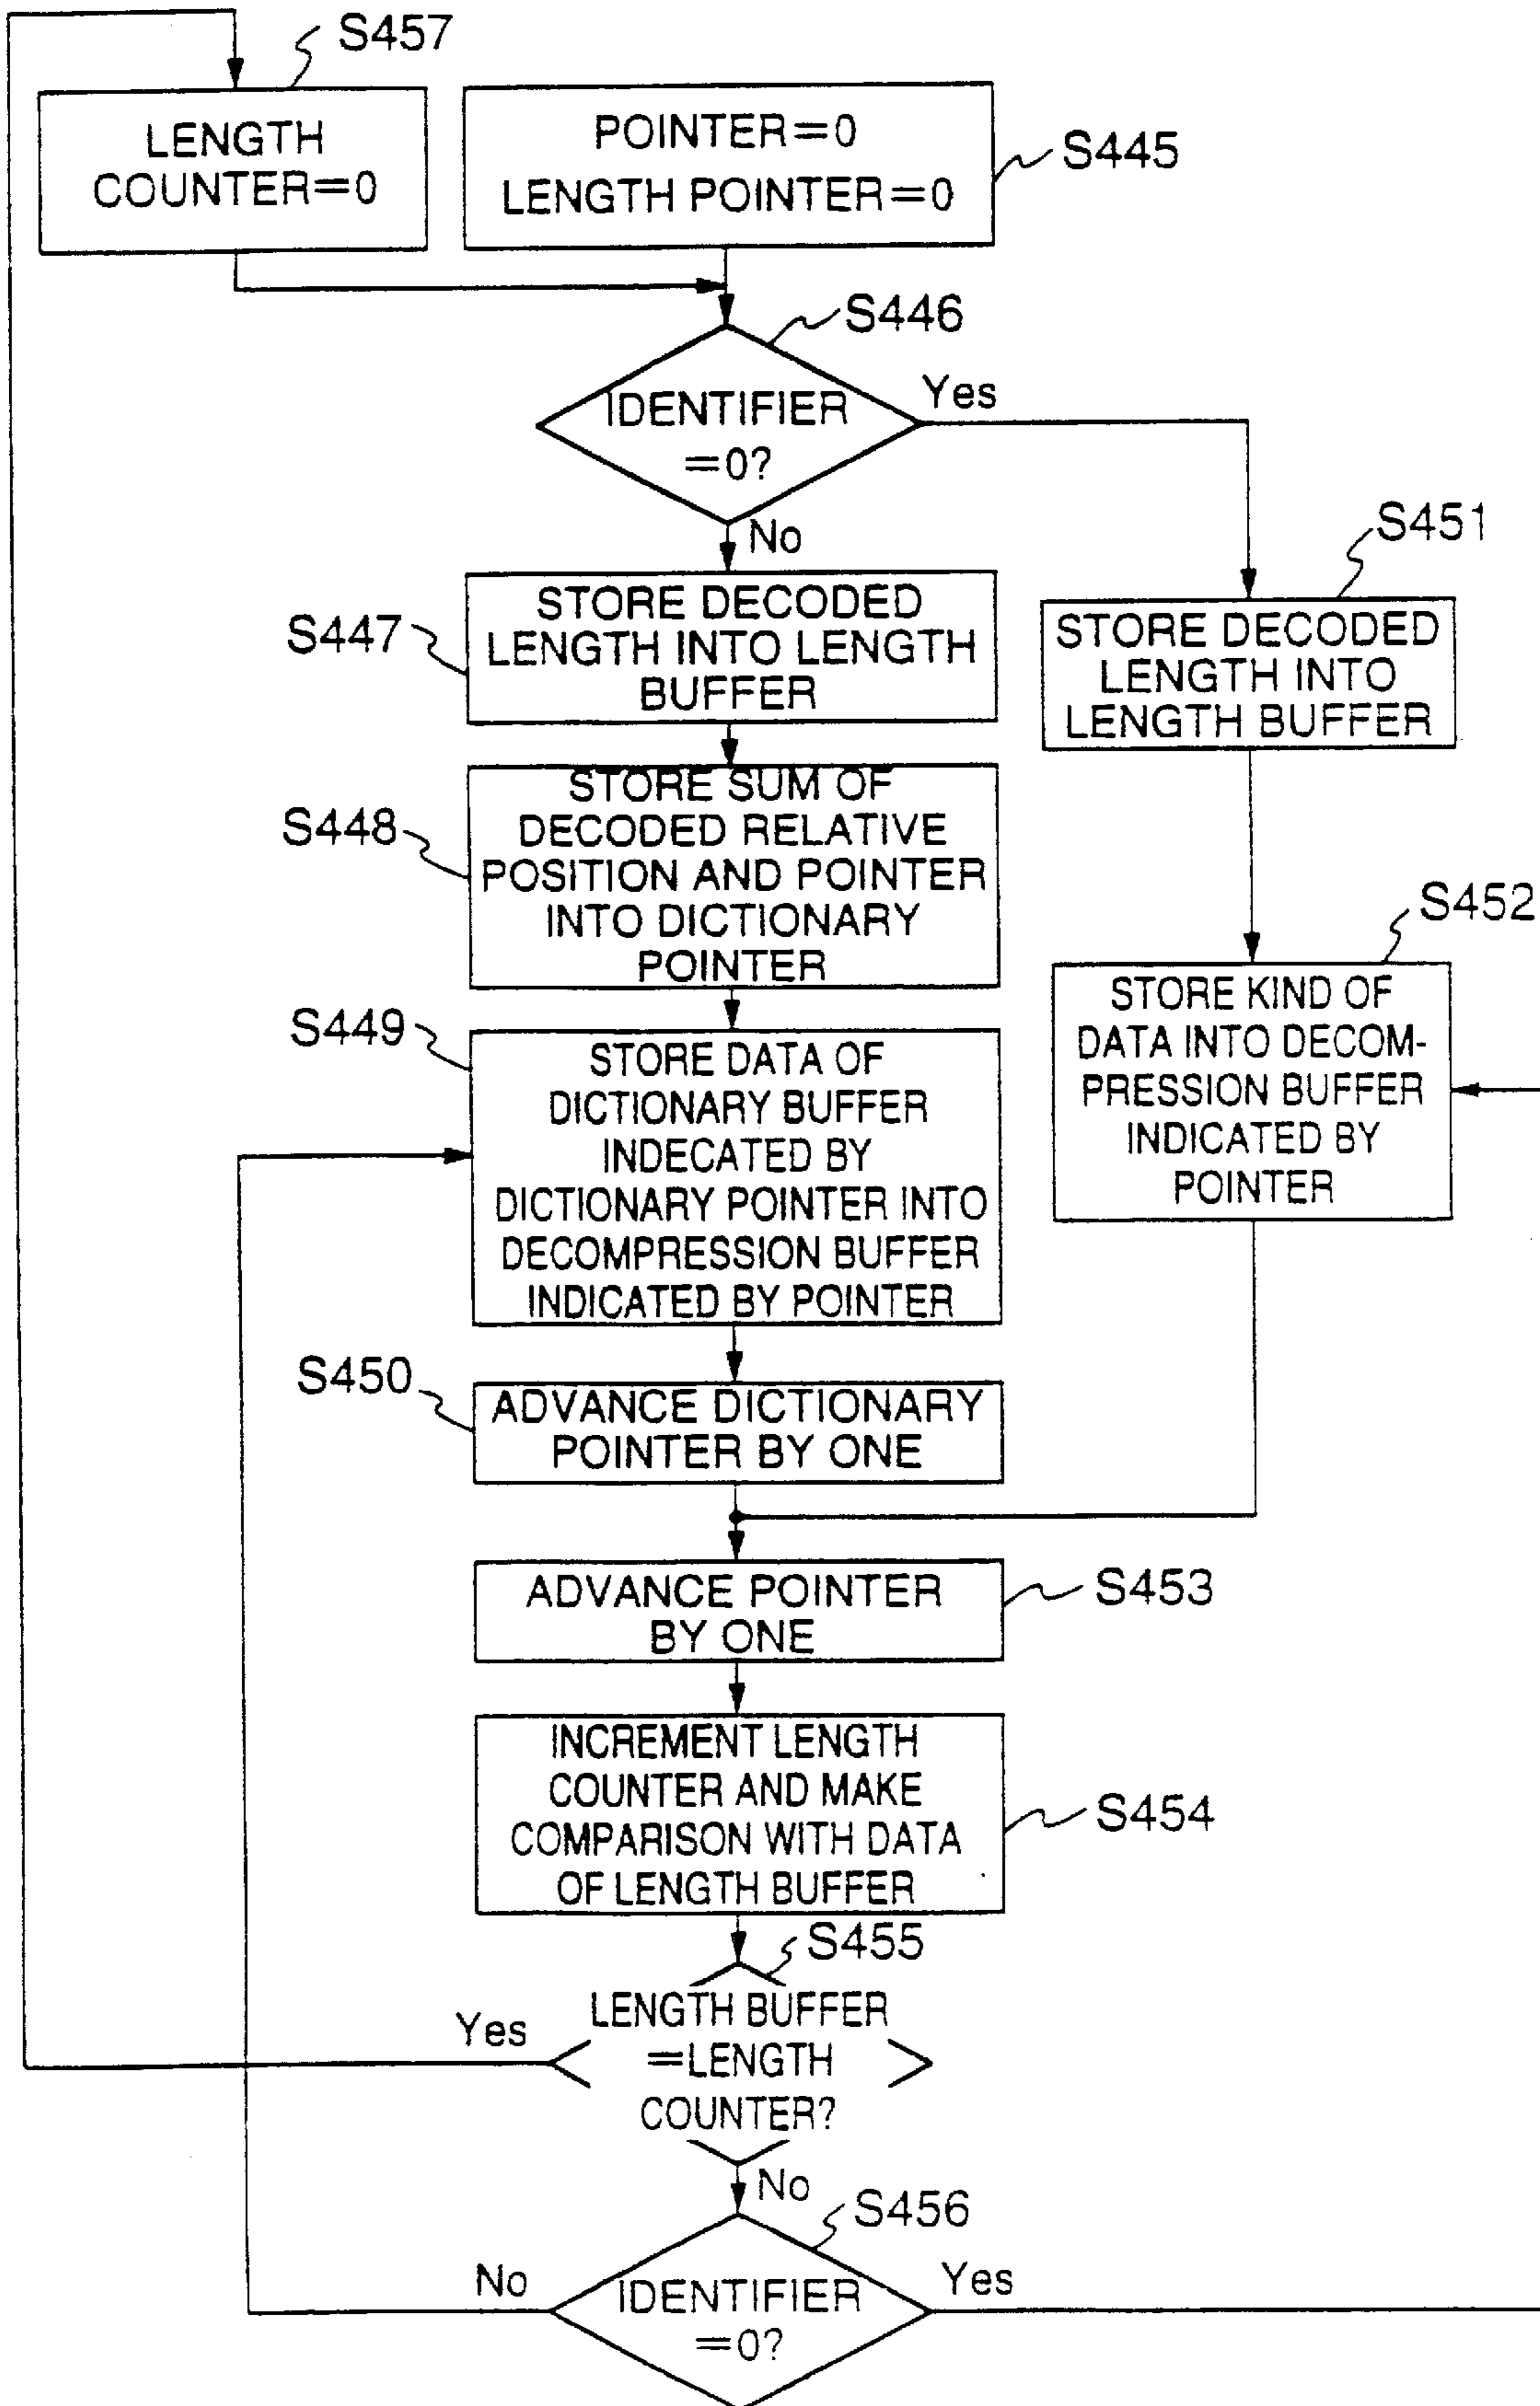 S457
LENGTH
COUNTER=0
POINTER=0
LENGTH POINTER=0
S445
S446
IDENTIFIER
=0?
Yes
No
S447
STORE DECODED
LENGTH INTO LENGTH
BUFFER
S451
STORE DECODED
LENGTH INTO
LENGTH BUFFER
S448
STORE SUM OF
DECODED RELATIVE
POSITION AND POINTER
INTO DICTIONARY
POINTER
S452
STORE KIND OF
DATA INTO DECOM-
PRESSION BUFFER
INDICATED BY
POINTER
S449
STORE DATA OF
DICTIONARY BUFFER
INDECATED BY
DICTIONARY POINTER INTO
DECOMPRESSION BUFFER
INDICATED BY POINTER
S450
ADVANCE DICTIONARY
POINTER BY ONE
ADVANCE POINTER
BY ONE
S453
INCREMENT LENGTH
COUNTER AND MAKE
COMPARISON WITH DATA
OF LENGTH BUFFER
S454
S455
LENGTH BUFFER
=LENGTH
COUNTER?
Yes
No
S456
IDENTIFIER
=0?
No
Yes